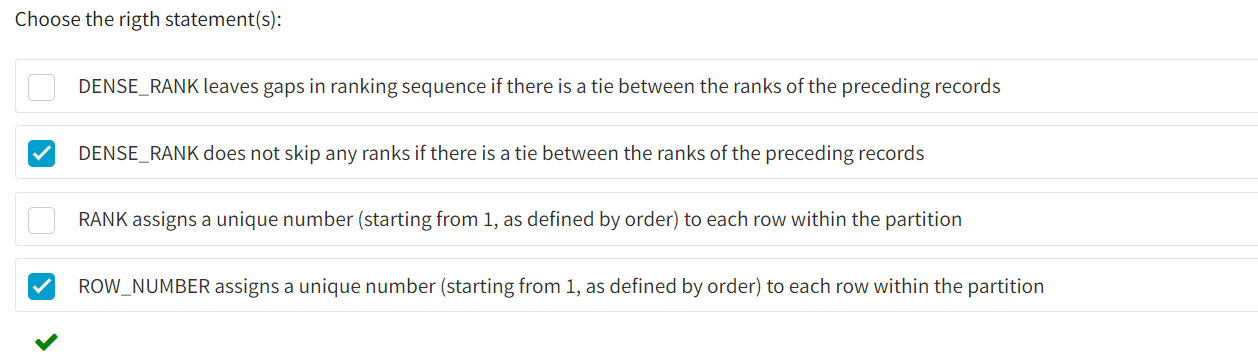 Choose the rigth statement(s):
DENSE_RANK leaves gaps in ranking sequence if there is a tie between the ranks of the preceding records
DENSE_RANK does not skip any ranks if there is a tie between the ranks of the preceding records
RANK assigns a unique number (starting from 1, as defined by order) to each row within the partition
ROW_NUMBER assigns a unique number (starting from 1, as defined by order) to each row within the partition